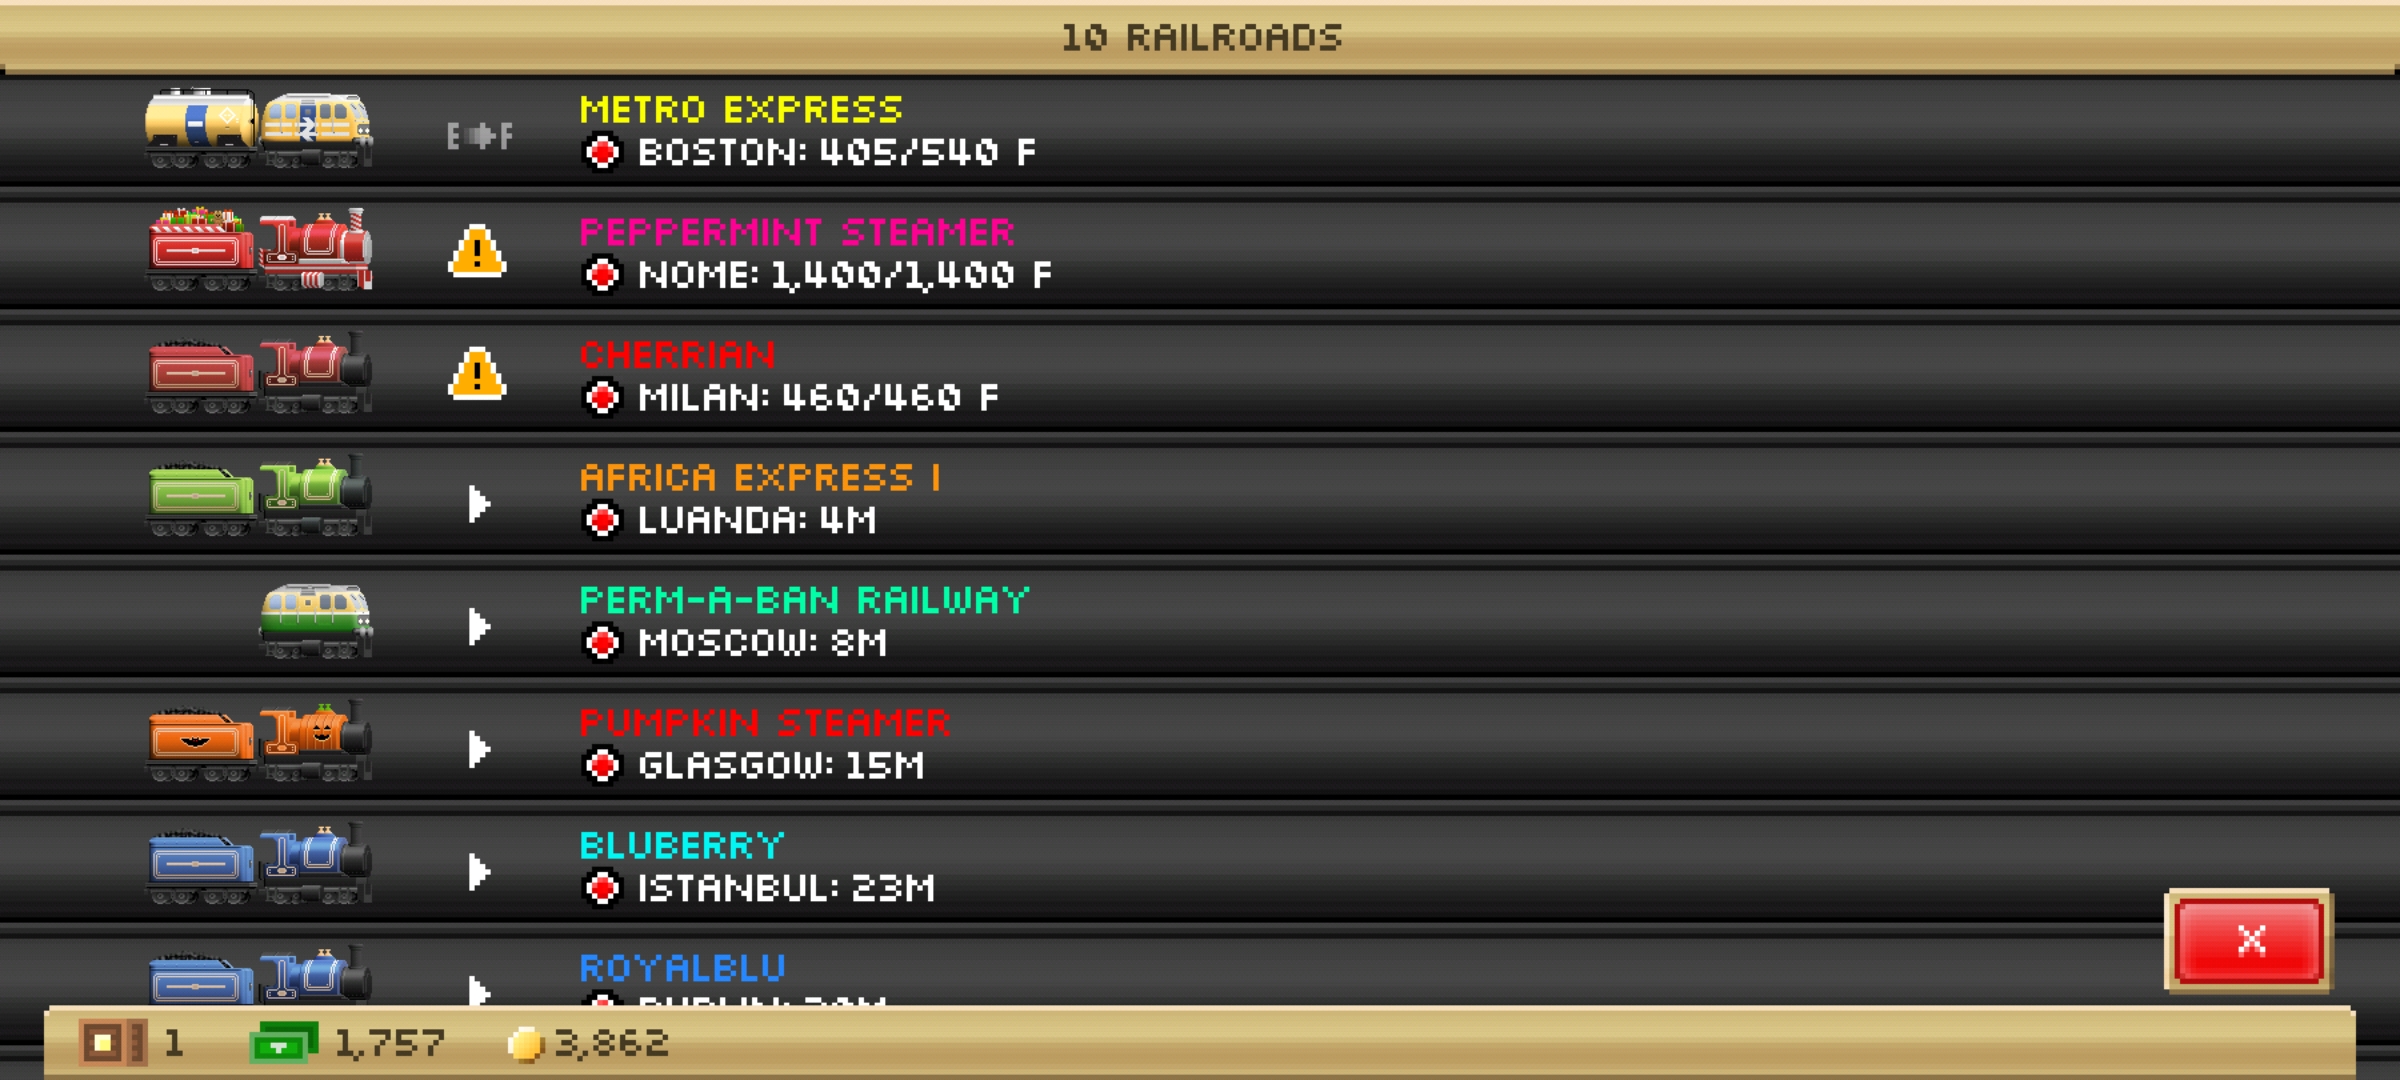 10 RAILROADS
E F
METRO EXPRESS
BOSTON: 405/540 F
PEPPERMINT STEAMER
NOME: 1,400/1,400 F
CHERRIAN
MILAN: 460/460 F
AFRICA EXPRESS I
LUANDA: 4M
PERM-A-BAN RAILWAY
MOSCOW: 8M
PUMPKIN STEAMER
GLASGOW: 15M
BLUBERRY
ISTANBUL: 23M
ROYALBLU
X
1 1,757 3,862